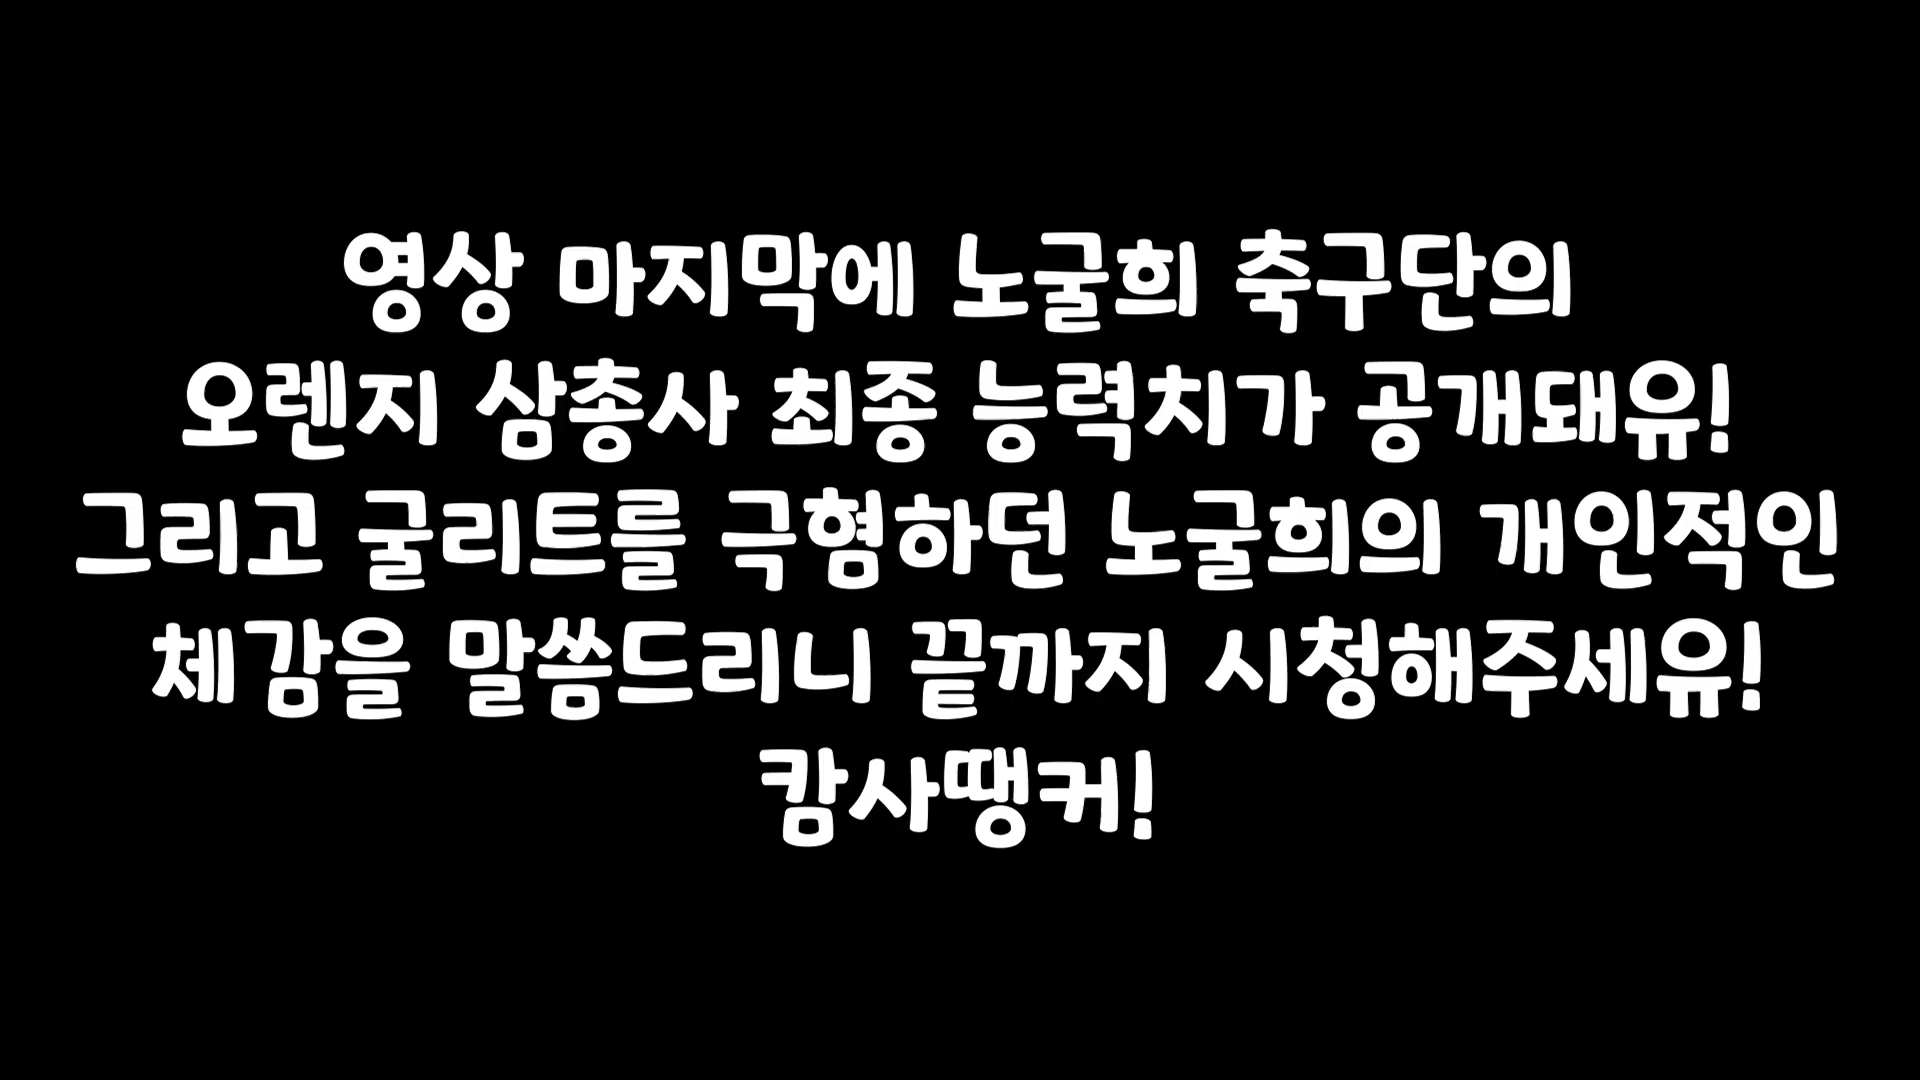 영상 마지막에 노굴희 축구단의
오렌지 삼총사 최종 능력치가 공개돼유!
그리고 굴리트를 극혐하던 노굴희의 개인적인
체감을 말씀드리니 끝까지 시청해주세유!
캄사땡커!